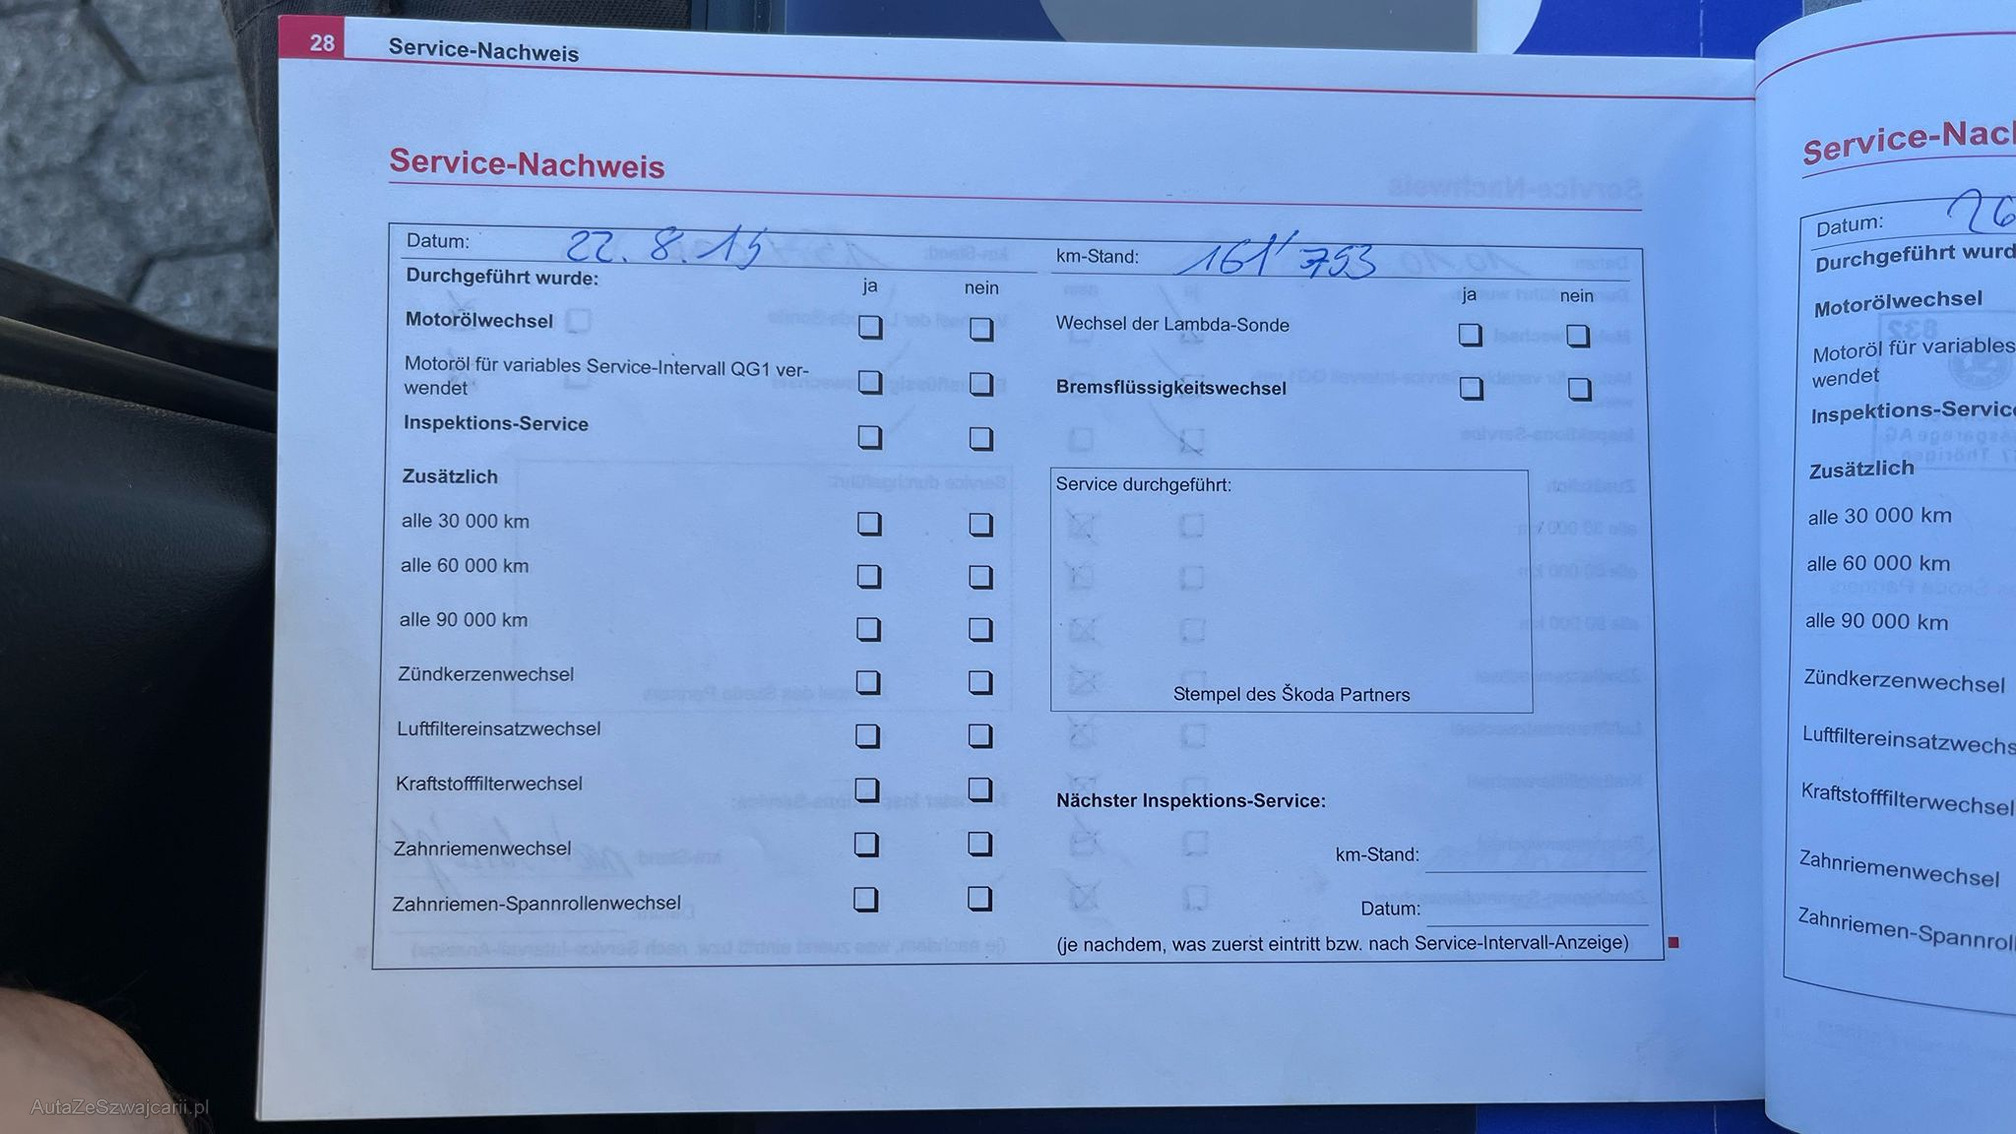 28 Service-Nachweis
Service-Nachweis
Datum: 22. 8. 15
km-Stand: 161'753
Durchgeführt wurde: ja nein
ja nein
Motorölwechsel
Wechsel der Lambda-Sonde
Motoröl für variables Service-Intervall QG1 ver-
wendet
Bremsflüssigkeitswechsel
Inspektions-Service
Zusätzlich
Service durchgeführt:
alle 30 000 km
alle 60 000 km
alle 90 000 km
Zündkerzenwechsel
Stempel des Škoda Partners
Luftfiltereinsatzwechsel
Kraftstofffilterwechsel
Nächster Inspektions-Service:
Zahnriemenwechsel
km-Stand:
Zahnriemen-Spannrollenwechsel
Datum:
(je nachdem, was zuerst eintritt bzw. nach Service-Intervall-Anzeige)
Service-Nach
Datum: 26
Durchgeführt wurd
Motorölwechsel
Motoröl für variables
wendet
Inspektions-Service
Zusätzlich
alle 30 000 km
alle 60 000 km
alle 90 000 km
Zündkerzenwechsel
Luftfiltereinsatzwechs
Kraftstofffilterwechsel
Zahnriemenwechsel
Zahnriemen-Spannroll
AutaZeSzwajcarii.pl